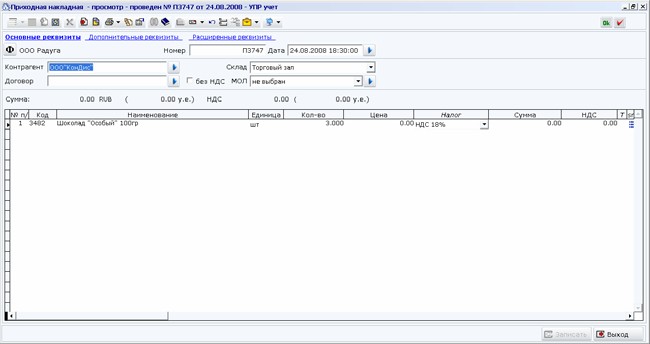 Приходная накладная - просмотр - проведен № П3747 от 24.08.2008 - УПР учет
Ok
Основные реквизиты Дополнительные реквизиты Расширенные реквизиты
Ф ООО Радуга Номер П3747 Дата 24.08.2008 18:30:00
Контрагент ООО"КонДис" Склад Торговый зал
Договор без НДС МОЛ не выбран
Сумма: 0.00 RUB ( 0.00 у.е.) НДС 0.00 ( 0.00 у.е.)
№ п/ Код Наименование Единица Кол-во Цена Налог Сумма НДС Т
1 3482 Шоколад "Особый" 100гр шт 3.000 0.00 НДС 18% 0.00 0.00
Записать Выход